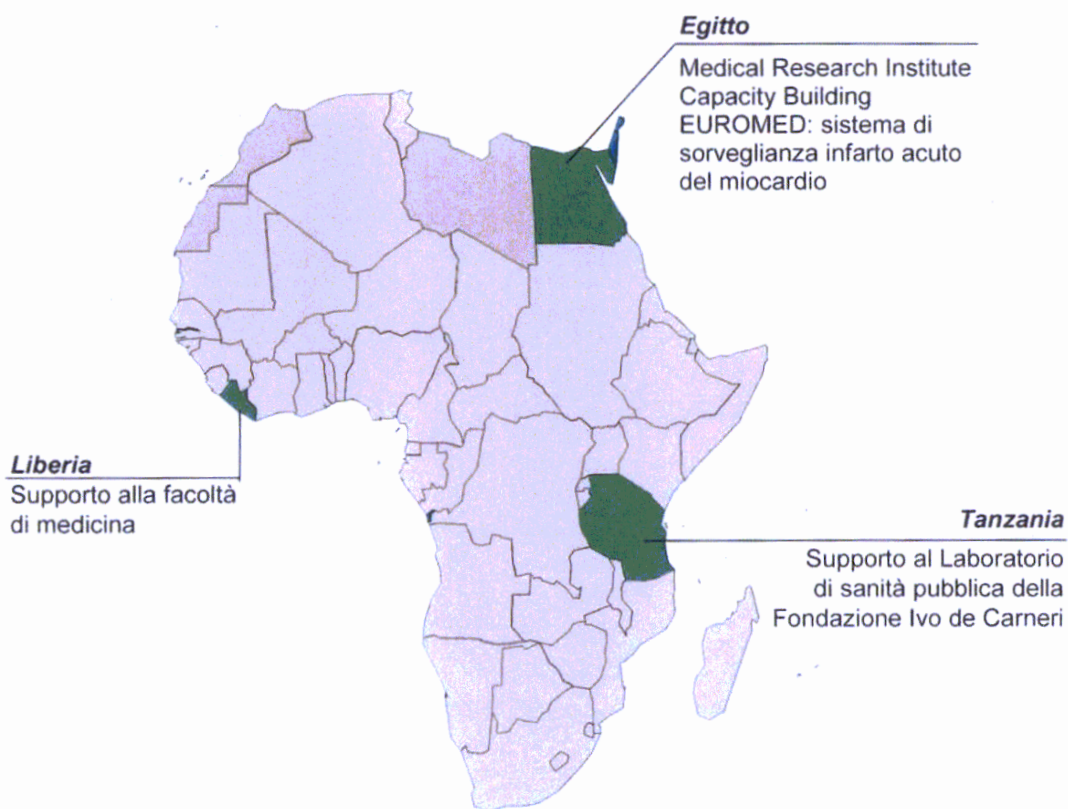 Egitto
Medical Research Institute
Capacity Building
EUROMED: sistema di
sorveglianza infarto acuto
del miocardio
Liberia
Supporto alla facoltà
di medicina
Tanzania
Supporto al Laboratorio
di sanità pubblica della
Fondazione Ivo de Carneri